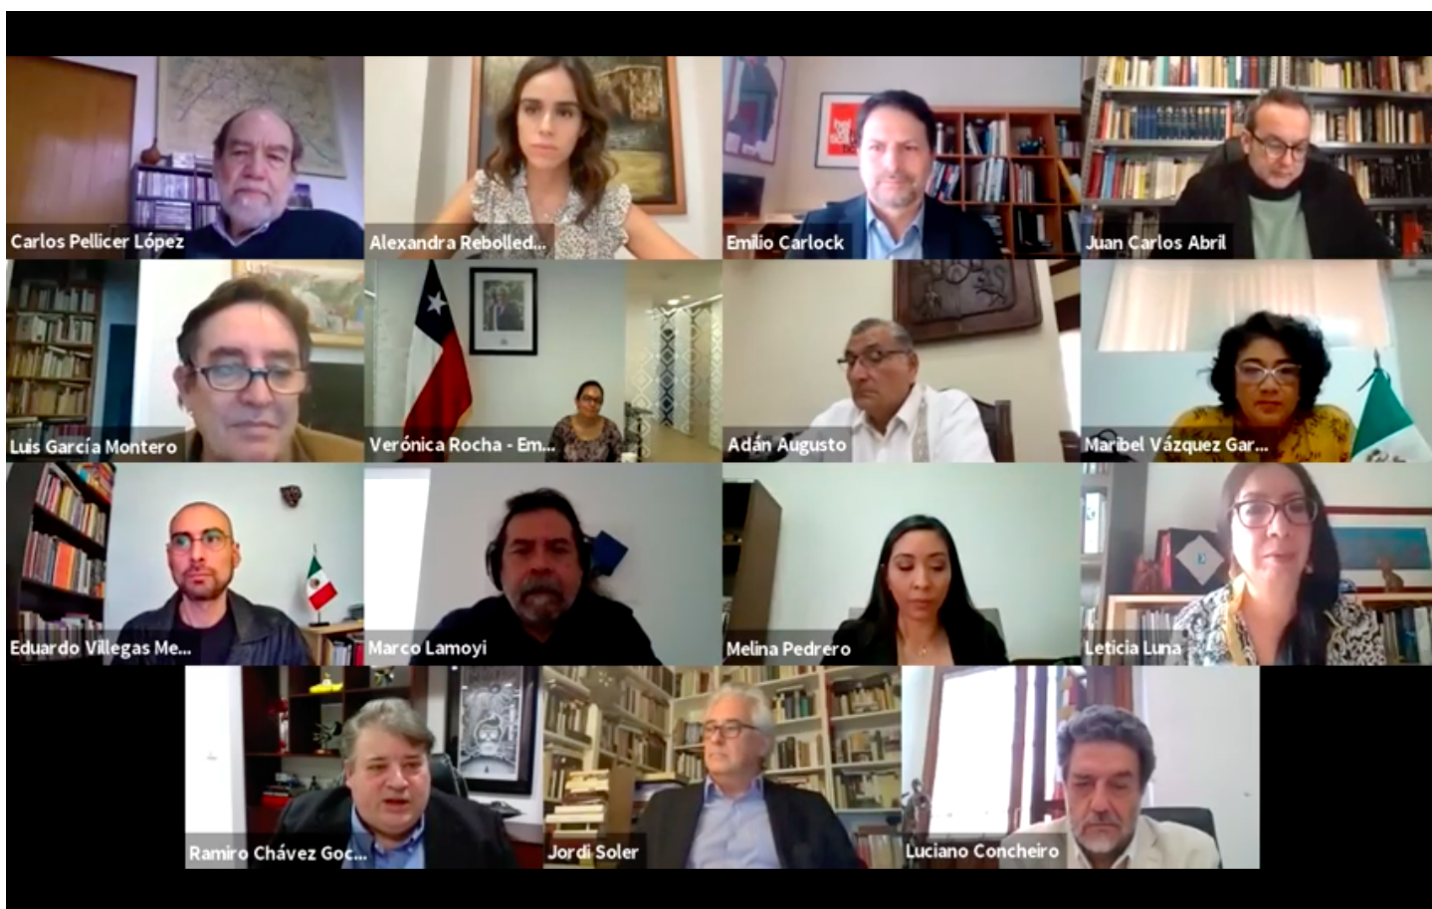 Carlos Pellicer López
Alexandra Rebolled...
Emilio Carlock
Juan Carlos Abril
Luis García Montero
Verónica Rocha - Em...
Adán Augusto
Maribel Vázquez Gar...
Eduardo Villegas Me...
Marco Lamoyi
Melina Pedrero
Leticia Luna
Ramiro Chávez Goc...
Jordi Soler
Luciano Concheiro